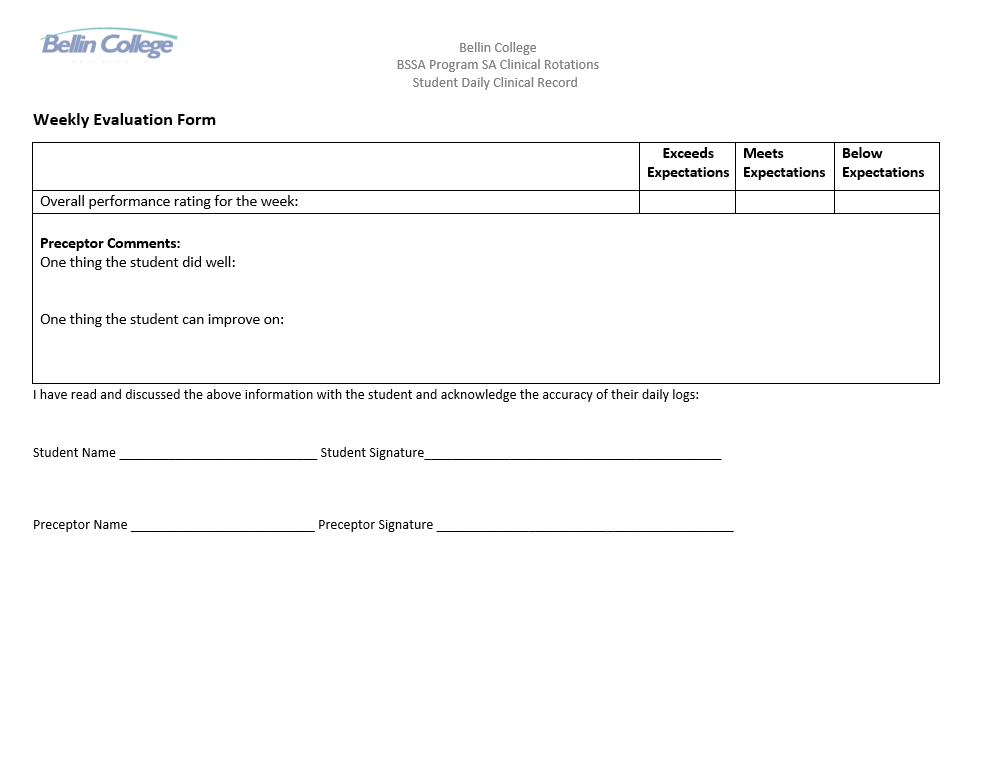 Bellin College
Bellin College
BSSA Program SA Clinical Rotations
Student Daily Clinical Record
Weekly Evaluation Form
Exceeds Expectations Meets Expectations Below Expectations
Overall performance rating for the week:
Preceptor Comments:
One thing the student did well:
One thing the student can improve on:
I have read and discussed the above information with the student and acknowledge the accuracy of their daily logs:
Student Name ____________________________ Student Signature__________________________________________
Preceptor Name __________________________ Preceptor Signature __________________________________________